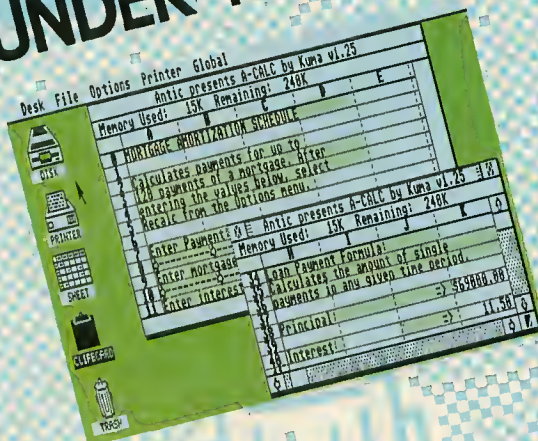 UNDER
Desk File Options Printer Global
Antic presents A-CALC by Kuma v1.25
Memory Used: 15K Remaining: 248K
A B C D E
MORTGAGE AMORTIZATION SCHEDULE
Calculates payments for up to
120 payments of a mortgage. After
entering the values below, select
Recalc from the Options menu.
Enter Payment
Enter mortgage
Enter interest
Antic presents A-CALC by Kuma v1.25
Memory Used: 15K Remaining: 248K
H I J K
Loan Payment Formula:
Calculates the amount of single
payments in any given time period.
Principal: => $69000.00
Interest: => 11.50
DISK
PRINTER
SHEET
CLIPBOARD
TRASH